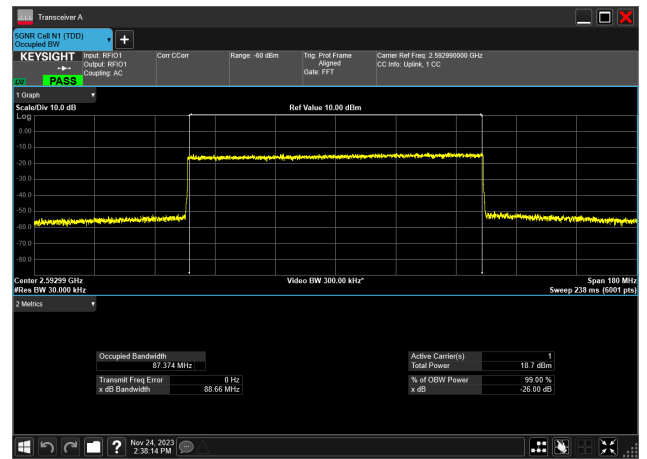 Transceiver A
5GNR Cell N1 (TDD)
Occupied BW
KEYSIGHT
Input: RFIO1
Output: RFIO1
Coupling: AC
Corr CCorr
Range: -60 dBm
Trig: Prot Frame
Aligned
Gate: FFT
Carrier Ref Freq: 2.592990000 GHz
CC Info: Uplink, 1 CC
PASS
1 Graph
Scale/Div 10.0 dB
Ref Value 10.00 dBm
Log
0.00
-10.0
-20.0
-30.0
-40.0
-50.0
-60.0
-70.0
-80.0
Center 2.59299 GHz
Video BW 300.00 kHz*
Span 180 MHz
#Res BW 30.000 kHz
Sweep 238 ms (6001 pts)
2 Metrics
Occupied Bandwidth
87.374 MHz
Transmit Freq Error 0 Hz
x dB Bandwidth 88.66 MHz
Active Carrier(s) 1
Total Power 18.7 dBm
% of OBW Power 99.00 %
x dB -26.00 dB
?
Nov 24, 2023
2:38:14 PM